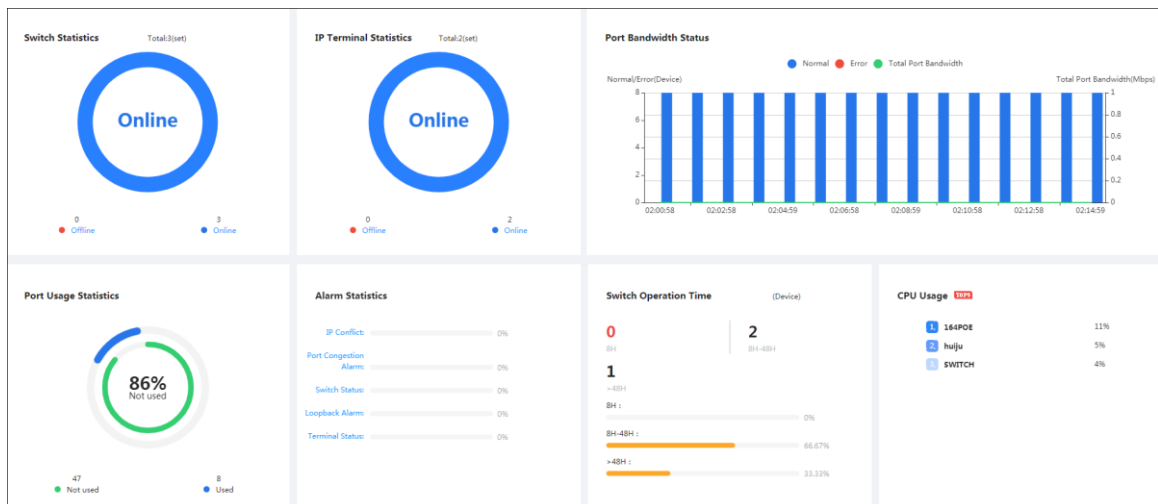 Switch Statistics Total:3(set)
Online
0 3
Offline Online
IP Terminal Statistics Total:2(set)
Online
0 2
Offline Online
Port Bandwidth Status
Normal Error Total Port Bandwidth
Normal/Error(Device) Total Port Bandwidth(Mbps)
8 1
0.8
6
0.6
4
0.4
2
0.2
0 0
02:00:58 02:02:58 02:04:59 02:06:58 02:08:59 02:10:58 02:12:58 02:14:59
Port Usage Statistics
86%
Not used
47 8
Not used Used
Alarm Statistics
IP Conflict: 0%
Port Congestion
Alarm: 0%
Switch Status: 0%
Loopback Alarm: 0%
Terminal Status: 0%
Switch Operation Time (Device)
0 2
8H 8H-48H
1
>48H
8H : 0%
8H-48H : 66.67%
>48H : 33.33%
CPU Usage TOP5
1. 164POE 11%
2. huiju 5%
3. SWITCH 4%